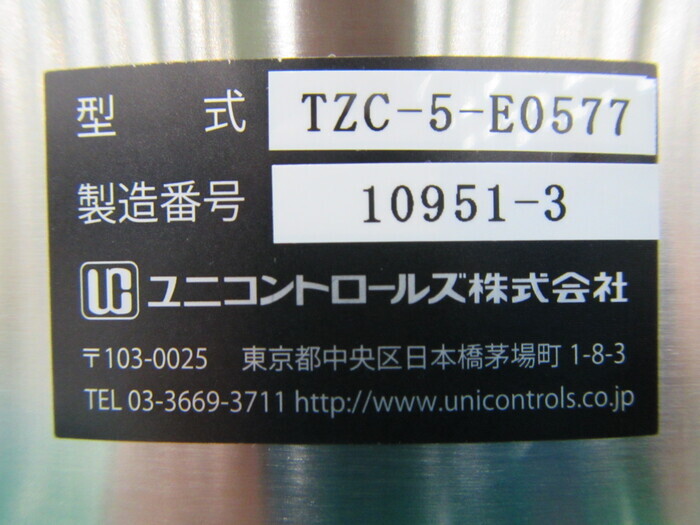 型 式 TZC-5-E0577
製造番号 10951-3
UC ユニコントロールズ株式会社
〒103-0025 東京都中央区日本橋茅場町 1-8-3
TEL 03-3669-3711 http://www.unicontrols.co.jp